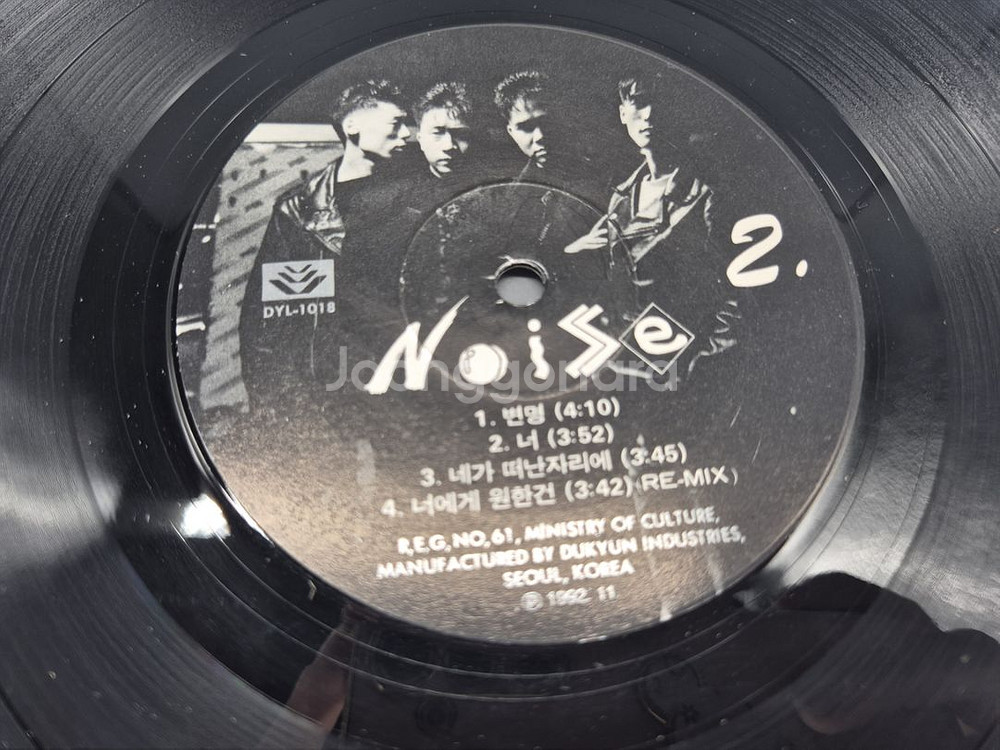 2.
DYL-1018
Noise
Joonggonara
1.변명 (4:10)
2. 너 (3:52)
3. 네가 떠난자리에 (3:45)
4. 너에게 원한건 (3:42) (RE-MIX)
R.E.G. NO. 61, MINISTRY OF CULTURE,
MANUFACTURED BY DUKYUN INDUSTRIES,
SEOUL, KOREA
Ⓟ 1992. 11.